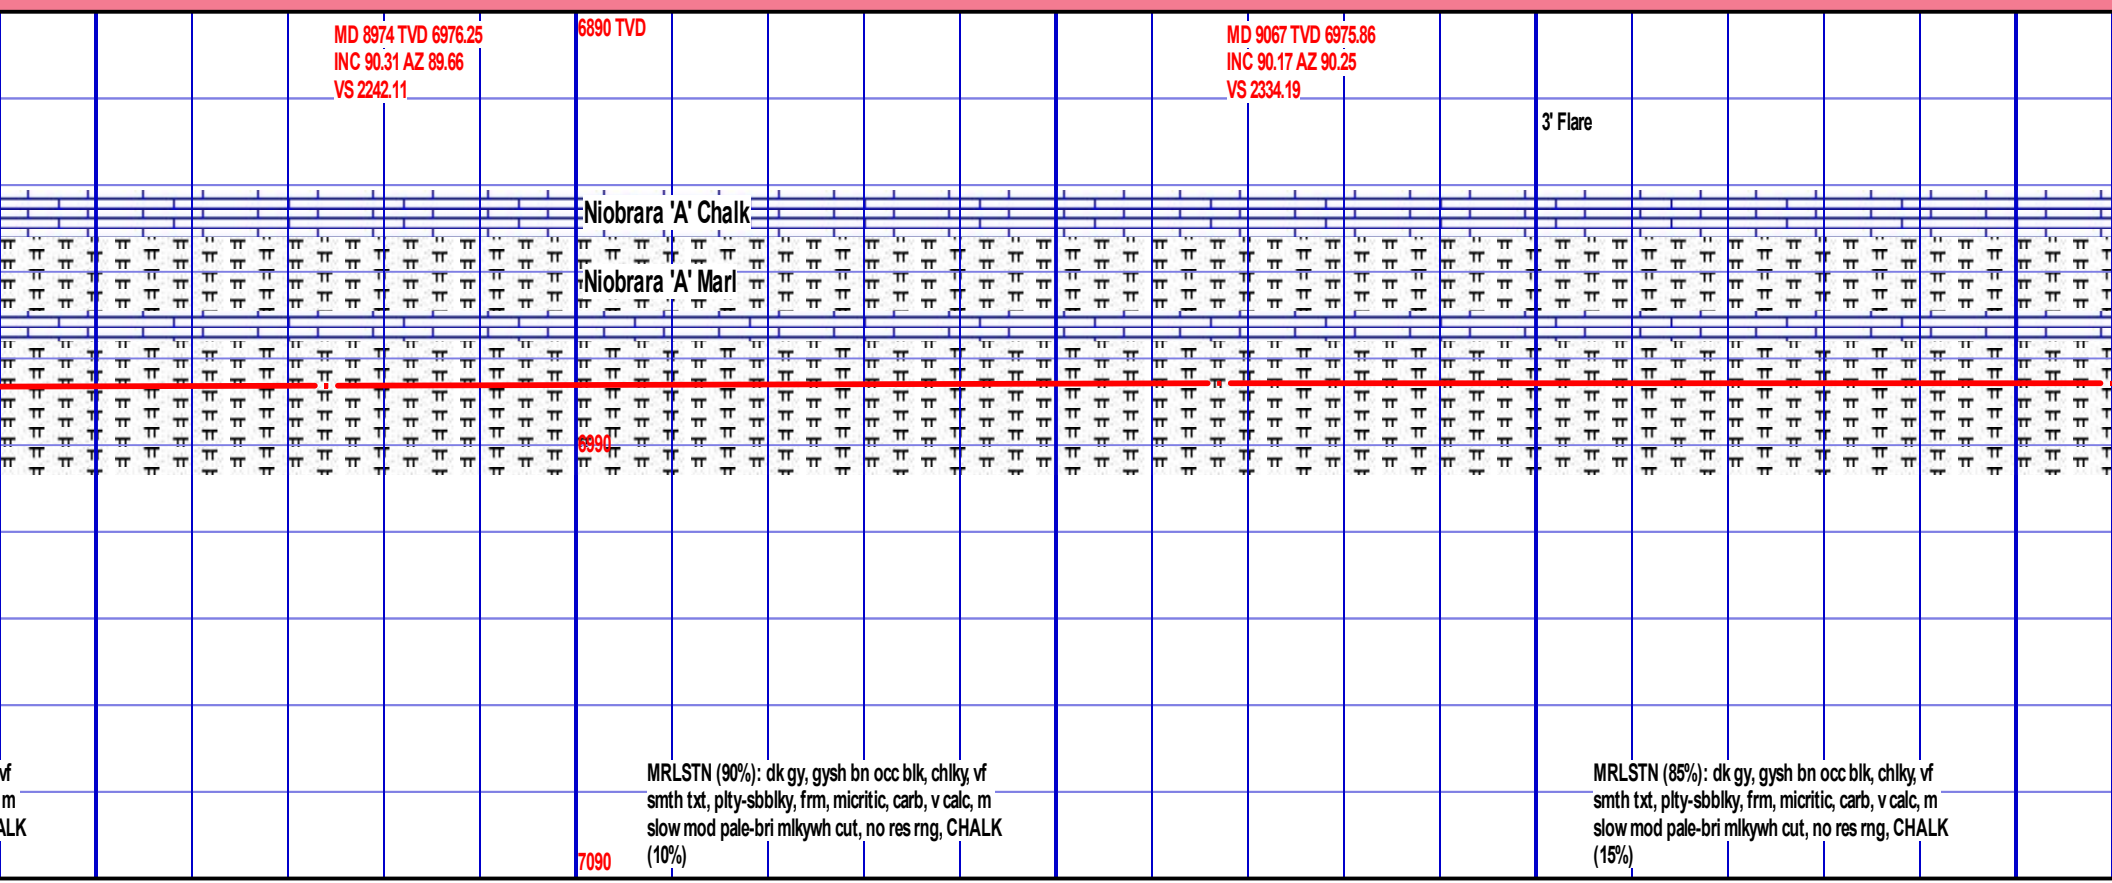 MD 8974 TVD 6976.25
INC 90.31 AZ 89.66
VS 2242.11
6890 TVD
MD 9067 TVD 6975.86
INC 90.17 AZ 90.25
VS 2334.19
3' Flare
Niobrara 'A' Chalk
Niobrara 'A' Marl
6990
vf
m
ALK
MRLSTN (90%): dk gy, gysh bn occ blk, chlky, vf
smth txt, plty-sbblky, frm, micritic, carb, v calc, m
slow mod pale-bri mlkywh cut, no res rng, CHALK
(10%)
MRLSTN (85%): dk gy, gysh bn occ blk, chlky, vf
smth txt, plty-sbblky, frm, micritic, carb, v calc, m
slow mod pale-bri mlkywh cut, no res rng, CHALK
(15%)
7090